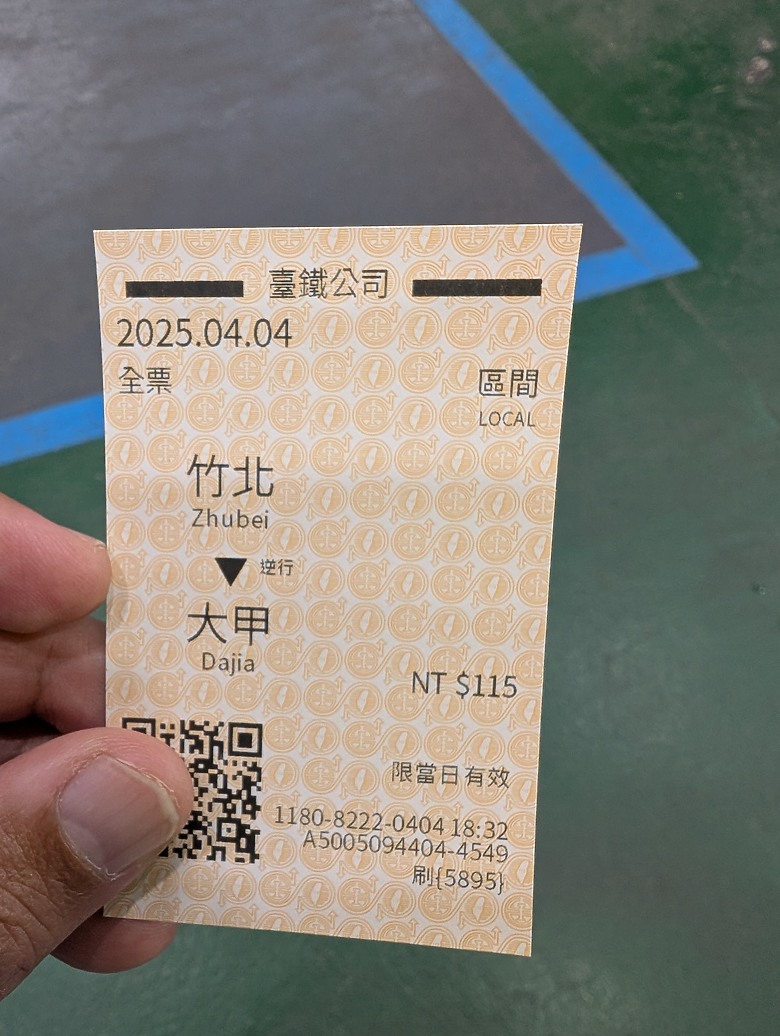 臺鐵公司
2025.04.04
全票 區間
LOCAL
竹北
Zhubei
▼ 逆行
大甲
Dajia
NT $115
限當日有效
1180-8222-0404 18:32
A5005094404-4549
刷{5895}